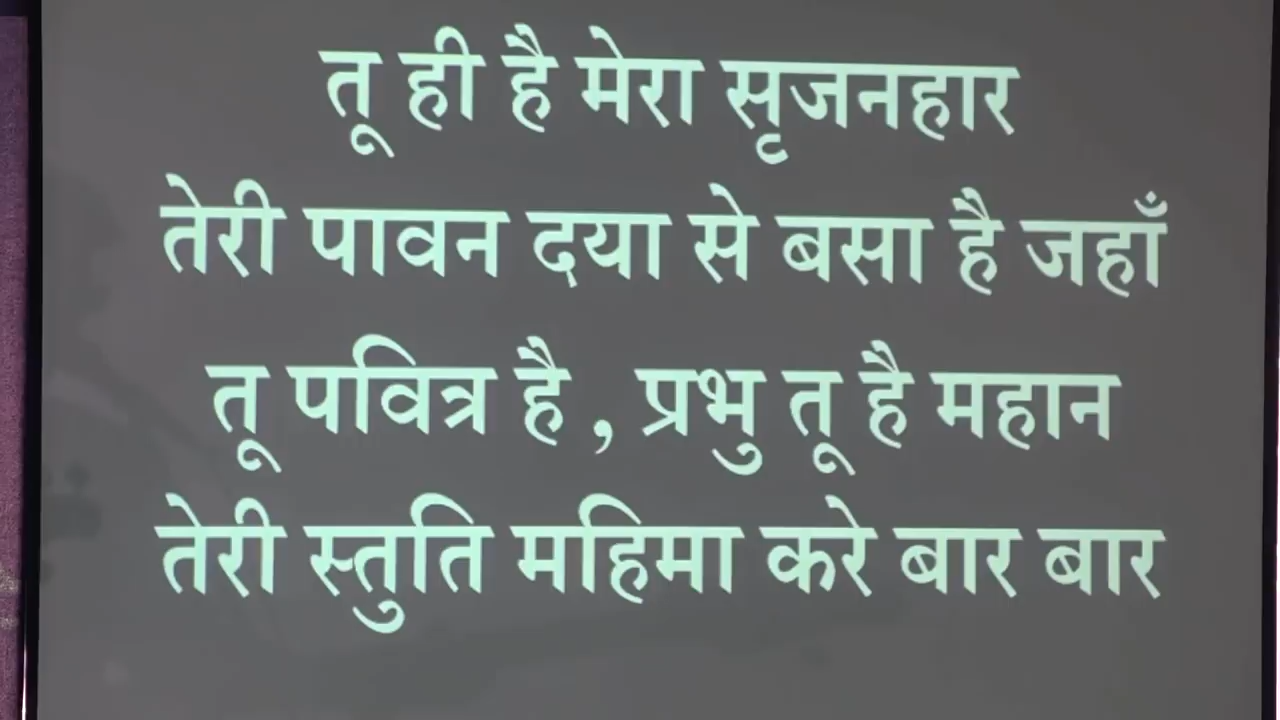 तू ही है मेरा सृजनहार
तेरी पावन दया से बसा है जहाँ
तू पवित्र है , प्रभु तू है महान
तेरी स्तुति महिमा करे बार बार